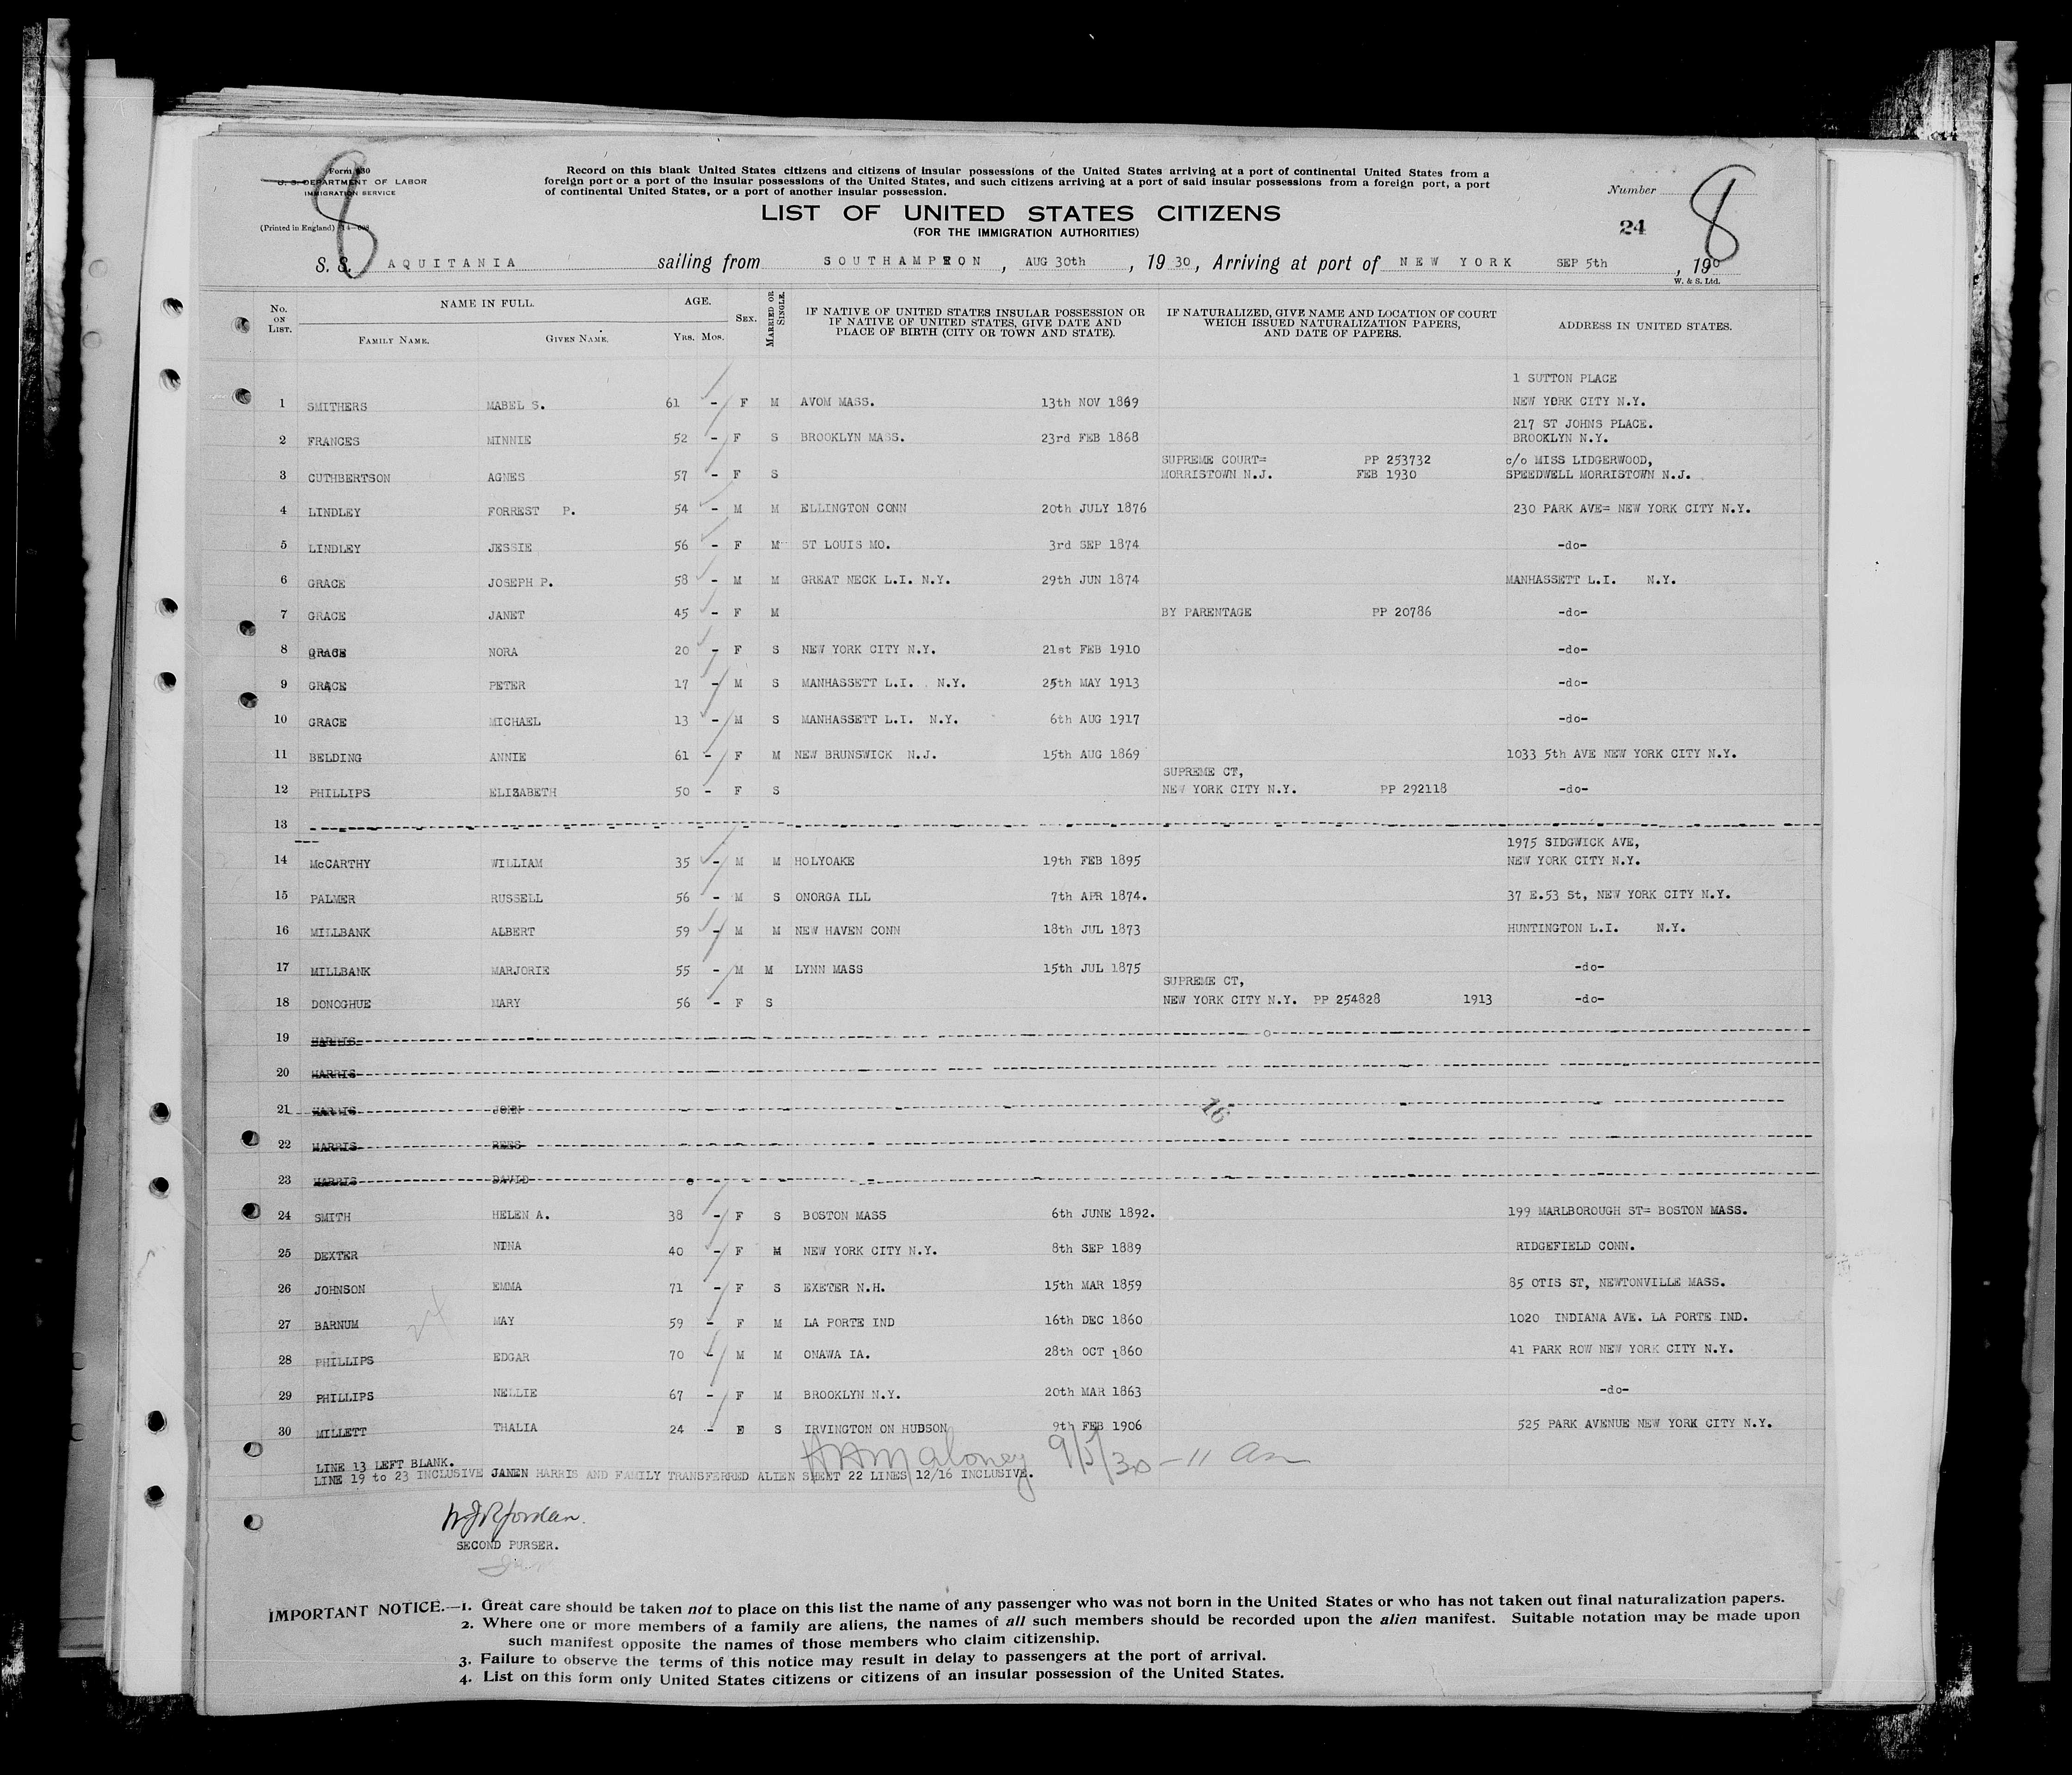 8
Form 630
U. S. DEPARTMENT OF LABOR
IMMIGRATION SERVICE
(Printed in England)
Record on this blank United States citizens and citizens of insular possessions of the United States arriving at a port of continental United States from a
foreign port or a port of the insular possessions of the United States, and such citizens arriving at a port of said insular possessions from a foreign port, a port
of continental United States, or a port of another insular possession.
Number
LIST OF UNITED STATES CITIZENS
(FOR THE IMMIGRATION AUTHORITIES)
24 8
S. S. AQUITANIA sailing from SOUTHAMPTON, AUG 30th, 1930, Arriving at port of NEW YORK SEP 5th, 190
W. & S. Ltd.
No. ON LIST. NAME IN FULL. FAMILY NAME. GIVEN NAME. AGE. YRS. MOS. SEX. MARRIED OR SINGLE. IF NATIVE OF UNITED STATES INSULAR POSSESSION OR IF NATIVE OF UNITED STATES, GIVE DATE AND PLACE OF BIRTH (CITY OR TOWN AND STATE). IF NATURALIZED, GIVE NAME AND LOCATION OF COURT WHICH ISSUED NATURALIZATION PAPERS, AND DATE OF PAPERS. ADDRESS IN UNITED STATES.
1 SUTTON PLACE
1 SMITHERS MABEL S. 61 - F M AVOM MASS. 13th NOV 1869 NEW YORK CITY N.Y.
217 ST JOHNS PLACE.
2 FRANCES MINNIE 52 - F S BROOKLYN MASS. 23rd FEB 1868 BROOKLYN N.Y.
SUPREME COURT= PP 253732 c/o MISS LIDGERWOOD,
3 CUTHBERTSON AGNES 57 - F S MORRISTOWN N.J. FEB 1930 SPEEDWELL MORRISTOWN N.J.
4 LINDLEY FORREST P. 54 - M M ELLINGTON CONN 20th JULY 1876 230 PARK AVE= NEW YORK CITY N.Y.
5 LINDLEY JESSIE 56 - F M ST LOUIS MO. 3rd SEP 1874 -do-
6 GRACE JOSEPH P. 58 - M M GREAT NECK L.I. N.Y. 29th JUN 1874 MANHASSETT L.I. N.Y.
7 GRACE JANET 45 - F M BY PARENTAGE PP 20786 -do-
8 GRACE NORA 20 - F S NEW YORK CITY N.Y. 21st FEB 1910 -do-
9 GRACE PETER 17 - M S MANHASSETT L.I. N.Y. 25th MAY 1913 -do-
10 GRACE MICHAEL 13 - M S MANHASSETT L.I. N.Y. 6th AUG 1917 -do-
11 BELDING ANNIE 61 - F M NEW BRUNSWICK N.J. 15th AUG 1869 1033 5th AVE NEW YORK CITY N.Y.
SUPREME CT,
12 PHILLIPS ELIZABETH 50 - F S NEW YORK CITY N.Y. PP 292118 -do-
13
1975 SIDGWICK AVE,
14 McCARTHY WILLIAM 35 - M M HOLYOAKE 19th FEB 1895 NEW YORK CITY N.Y.
15 PALMER RUSSELL 56 - M S ONORGA ILL 7th APR 1874. 37 E.53 St, NEW YORK CITY N.Y.
16 MILLBANK ALBERT 59 - M M NEW HAVEN CONN 18th JUL 1873 HUNTINGTON L.I. N.Y.
17 MILLBANK MARJORIE 55 - M M LYNN MASS 15th JUL 1875 -do-
SUPREME CT,
18 DONOGHUE MARY 56 - F S NEW YORK CITY N.Y. PP 254828 1913 -do-
19 HARRIS
20 HARRIS
21 HARRIS JOHN 16
22 HARRIS REES
23 HARRIS DAVID
24 SMITH HELEN A. 38 - F S BOSTON MASS 6th JUNE 1892. 199 MARLBOROUGH ST= BOSTON MASS.
25 DEXTER NINA 40 - F M NEW YORK CITY N.Y. 8th SEP 1889 RIDGEFIELD CONN.
26 JOHNSON EMMA 71 - F S EXETER N.H. 15th MAR 1859 85 OTIS ST, NEWTONVILLE MASS.
27 BARNUM MAY 59 - F M LA PORTE IND 16th DEC 1860 1020 INDIANA AVE. LA PORTE IND.
28 PHILLIPS EDGAR 70 - M M ONAWA IA. 28th OCT 1860 41 PARK ROW NEW YORK CITY N.Y.
29 PHILLIPS NELLIE 67 - F M BROOKLYN N.Y. 20th MAR 1863 -do-
30 MILLETT THALIA 24 - F S IRVINGTON ON HUDSON 9th FEB 1906 525 PARK AVENUE NEW YORK CITY N.Y.
LINE 13 LEFT BLANK.
LINE 19 to 23 INCLUSIVE JANEN HARRIS AND FAMILY TRANSFERRED ALIEN SHEET 22 LINES 12/16 INCLUSIVE.
Maloney 9/5/30 - 11 am
Jordan.
SECOND PURSER.
IMPORTANT NOTICE.—1. Great care should be taken not to place on this list the name of any passenger who was not born in the United States or who has not taken out final naturalization papers.
2. Where one or more members of a family are aliens, the names of all such members should be recorded upon the alien manifest. Suitable notation may be made upon
such manifest opposite the names of those members who claim citizenship.
3. Failure to observe the terms of this notice may result in delay to passengers at the port of arrival.
4. List on this form only United States citizens or citizens of an insular possession of the United States.